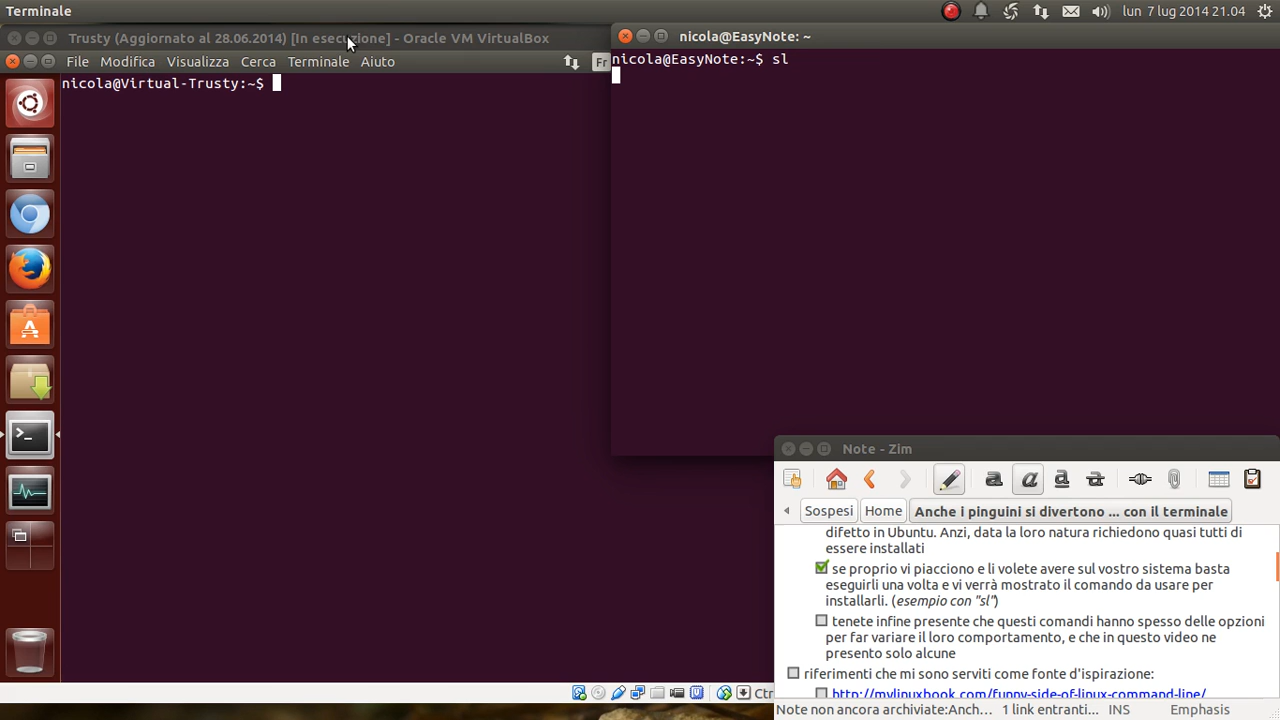 Terminale
lun 7 lug 2014 21.04
Trusty (Aggiornato al 28.06.2014) [In esecuzione] - Oracle VM VirtualBox
File Modifica Visualizza Cerca Terminale Aiuto
Fr
nicola@Virtual-Trusty:~$
nicola@EasyNote: ~
nicola@EasyNote:~$ sl
Note - Zim
Sospesi Home Anche i pinguini si divertono ... con il terminale
difetto in Ubuntu. Anzi, data la loro natura richiedono quasi tutti di
essere installati
se proprio vi piacciono e li volete avere sul vostro sistema basta
eseguirli una volta e vi verrà mostrato il comando da usare per
installarli. (esempio con "sl")
tenete infine presente che questi comandi hanno spesso delle opzioni
per far variare il loro comportamento, e che in questo video ne
presento solo alcune
riferimenti che mi sono serviti come fonte d'ispirazione:
http://mylinuxbook.com/funny-side-of-linux-command-line/
Ctr
Note non ancora archiviate:Anch... 1 link entranti... INS Emphasis